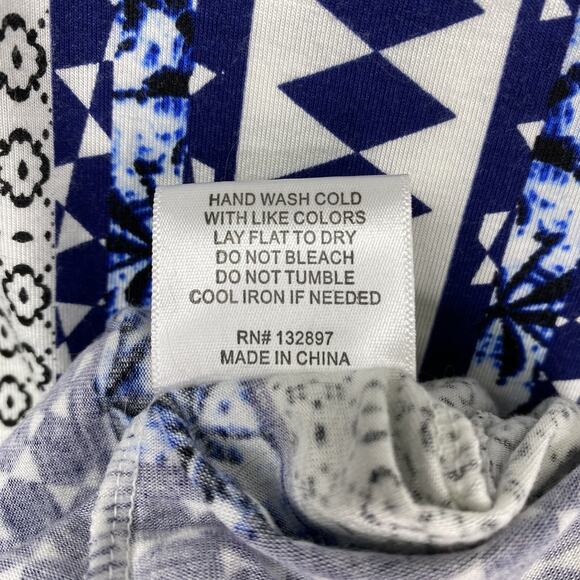 HAND WASH COLD
WITH LIKE COLORS
LAY FLAT TO DRY
DO NOT BLEACH
DO NOT TUMBLE
COOL IRON IF NEEDED
RN# 132897
MADE IN CHINA